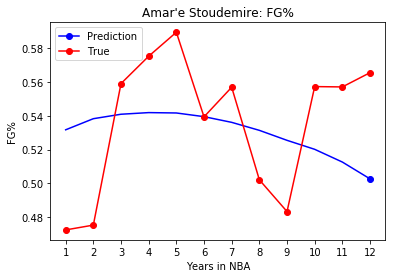 Amar'e Stoudemire: FG%
Prediction
True
FG%
0.58
0.56
0.54
0.52
0.50
0.48
1 2 3 4 5 6 7 8 9 10 11 12
Years in NBA